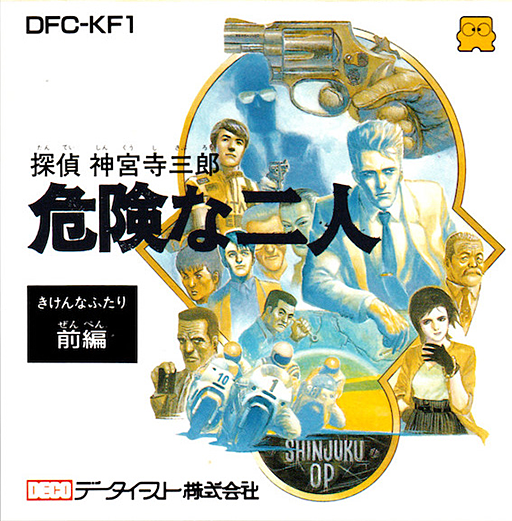 DFC-KF1
たんてい じんぐうじ さぶろう
探偵 神宮寺三郎
危険な二人
きけんなふたり
ぜんぺん
前編
10
1
SHINJUKU
OP
DECO データイースト株式会社